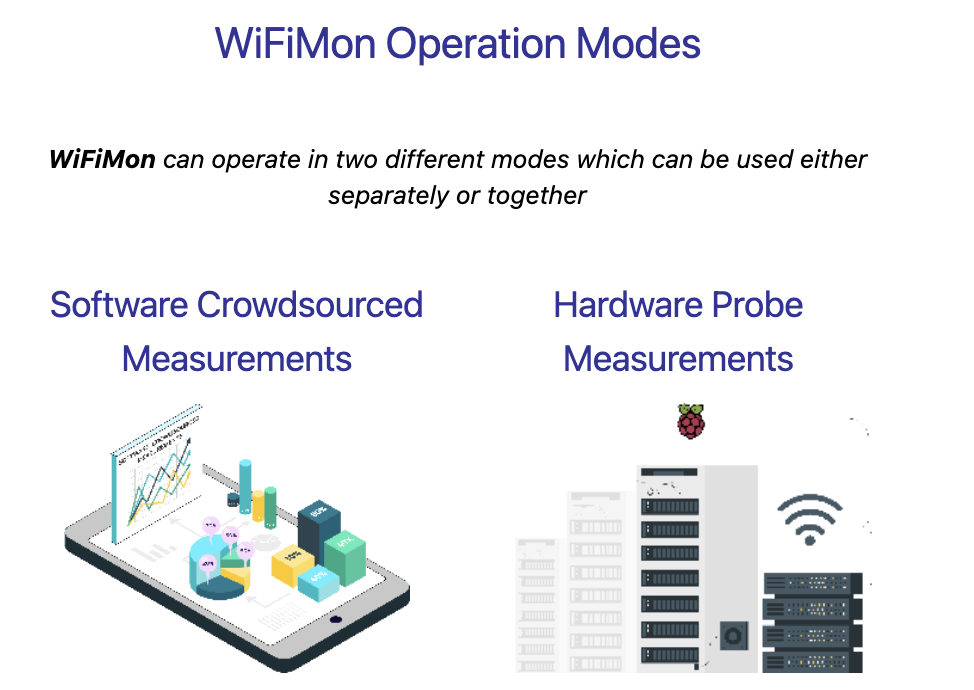 WiFiMon Operation Modes
WiFiMon can operate in two different modes which can be used either
separately or together
Software Crowdsourced
Measurements
Hardware Probe
Measurements
80%